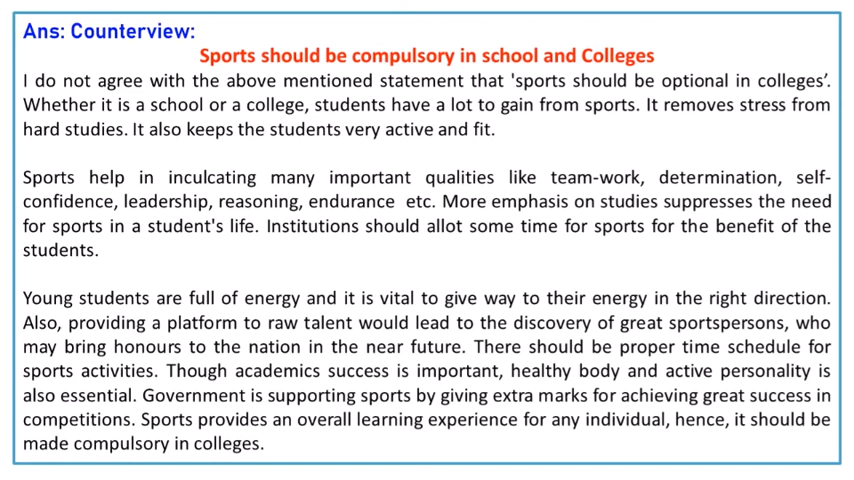 Ans: Counterview:
Sports should be compulsory in school and Colleges
I do not agree with the above mentioned statement that 'sports should be optional in colleges’.
Whether it is a school or a college, students have a lot to gain from sports. It removes stress from
hard studies. It also keeps the students very active and fit.
Sports help in inculcating many important qualities like team-work, determination, self-
confidence, leadership, reasoning, endurance etc. More emphasis on studies suppresses the need
for sports in a student's life. Institutions should allot some time for sports for the benefit of the
students.
Young students are full of energy and it is vital to give way to their energy in the right direction.
Also, providing a platform to raw talent would lead to the discovery of great sportspersons, who
may bring honours to the nation in the near future. There should be proper time schedule for
sports activities. Though academics success is important, healthy body and active personality is
also essential. Government is supporting sports by giving extra marks for achieving great success in
competitions. Sports provides an overall learning experience for any individual, hence, it should be
made compulsory in colleges.